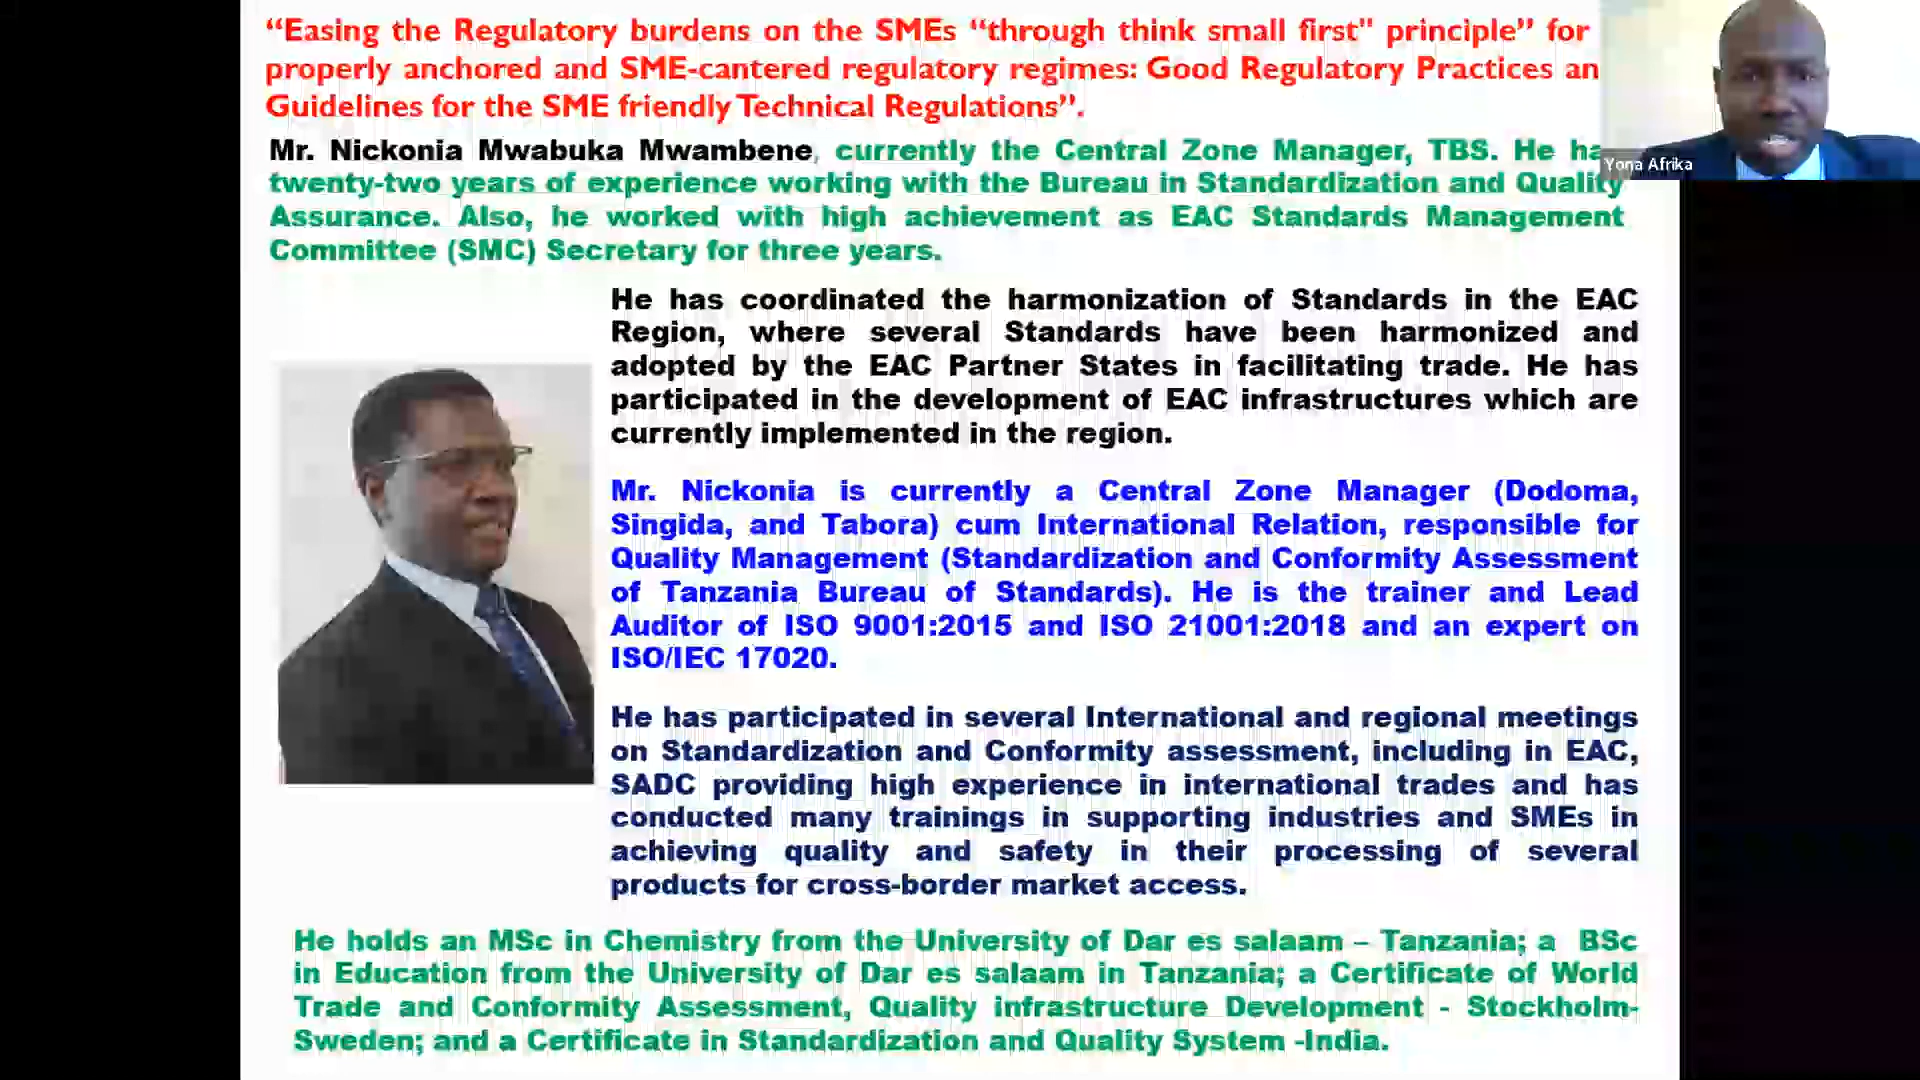 “Easing the Regulatory burdens on the SMEs “through think small first" principle” for
properly anchored and SME-cantered regulatory regimes: Good Regulatory Practices an
Guidelines for the SME friendly Technical Regulations”.
Mr. Nickonia Mwabuka Mwambene, currently the Central Zone Manager, TBS. He ha
twenty-two years of experience working with the Bureau in Standardization and Quality
Assurance. Also, he worked with high achievement as EAC Standards Management
Committee (SMC) Secretary for three years.
Yona Afrika
He has coordinated the harmonization of Standards in the EAC
Region, where several Standards have been harmonized and
adopted by the EAC Partner States in facilitating trade. He has
participated in the development of EAC infrastructures which are
currently implemented in the region.
Mr. Nickonia is currently a Central Zone Manager (Dodoma,
Singida, and Tabora) cum International Relation, responsible for
Quality Management (Standardization and Conformity Assessment
of Tanzania Bureau of Standards). He is the trainer and Lead
Auditor of ISO 9001:2015 and ISO 21001:2018 and an expert on
ISO/IEC 17020.
He has participated in several International and regional meetings
on Standardization and Conformity assessment, including in EAC,
SADC providing high experience in international trades and has
conducted many trainings in supporting industries and SMEs in
achieving quality and safety in their processing of several
products for cross-border market access.
He holds an MSc in Chemistry from the University of Dar es salaam – Tanzania; a BSc
in Education from the University of Dar es salaam in Tanzania; a Certificate of World
Trade and Conformity Assessment, Quality infrastructure Development - Stockholm-
Sweden; and a Certificate in Standardization and Quality System -India.